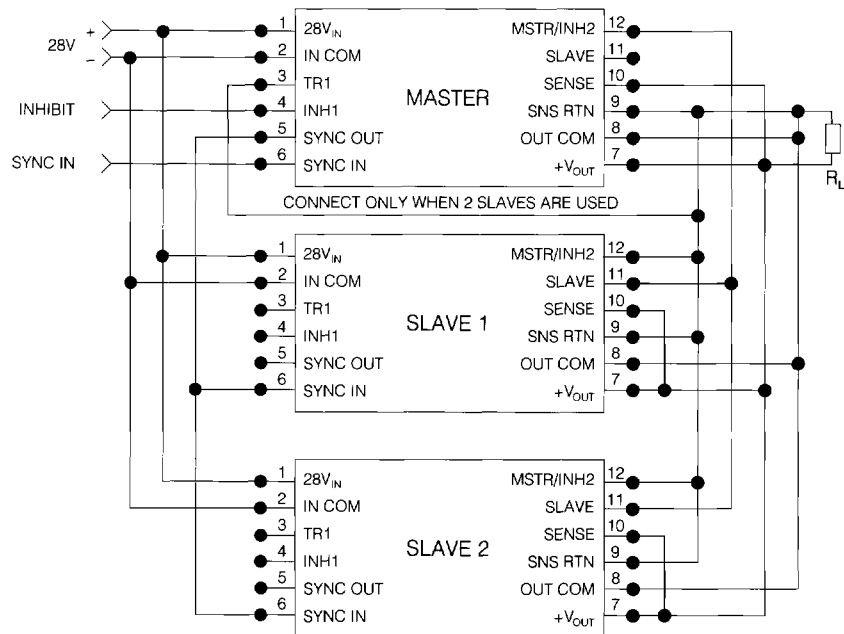 28V
+
−
INHIBIT
SYNC IN
MASTER
1 28V_IN
2 IN COM
3 TR1
4 INH1
5 SYNC OUT
6 SYNC IN
MSTR/INH2 12
SLAVE 11
SENSE 10
SNS RTN 9
OUT COM 8
+V_OUT 7
R_L
CONNECT ONLY WHEN 2 SLAVES ARE USED
SLAVE 1
1 28V_IN
2 IN COM
3 TR1
4 INH1
5 SYNC OUT
6 SYNC IN
MSTR/INH2 12
SLAVE 11
SENSE 10
SNS RTN 9
OUT COM 8
+V_OUT 7
SLAVE 2
1 28V_IN
2 IN COM
3 TR1
4 INH1
5 SYNC OUT
6 SYNC IN
MSTR/INH2 12
SLAVE 11
SENSE 10
SNS RTN 9
OUT COM 8
+V_OUT 7